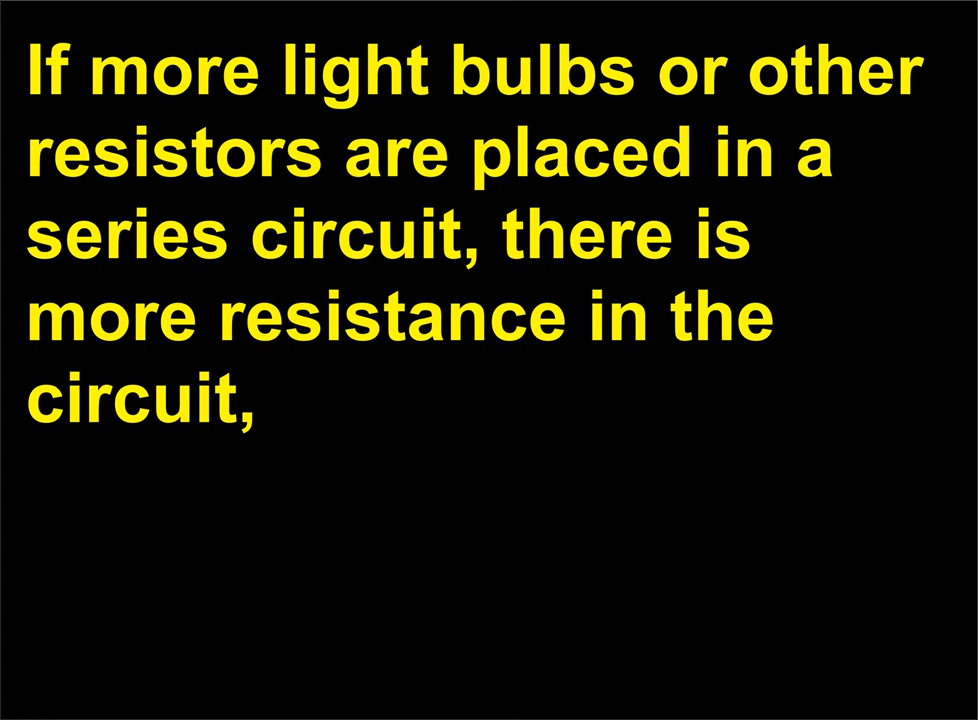 If more light bulbs or other
resistors are placed in a
series circuit, there is
more resistance in the
circuit,